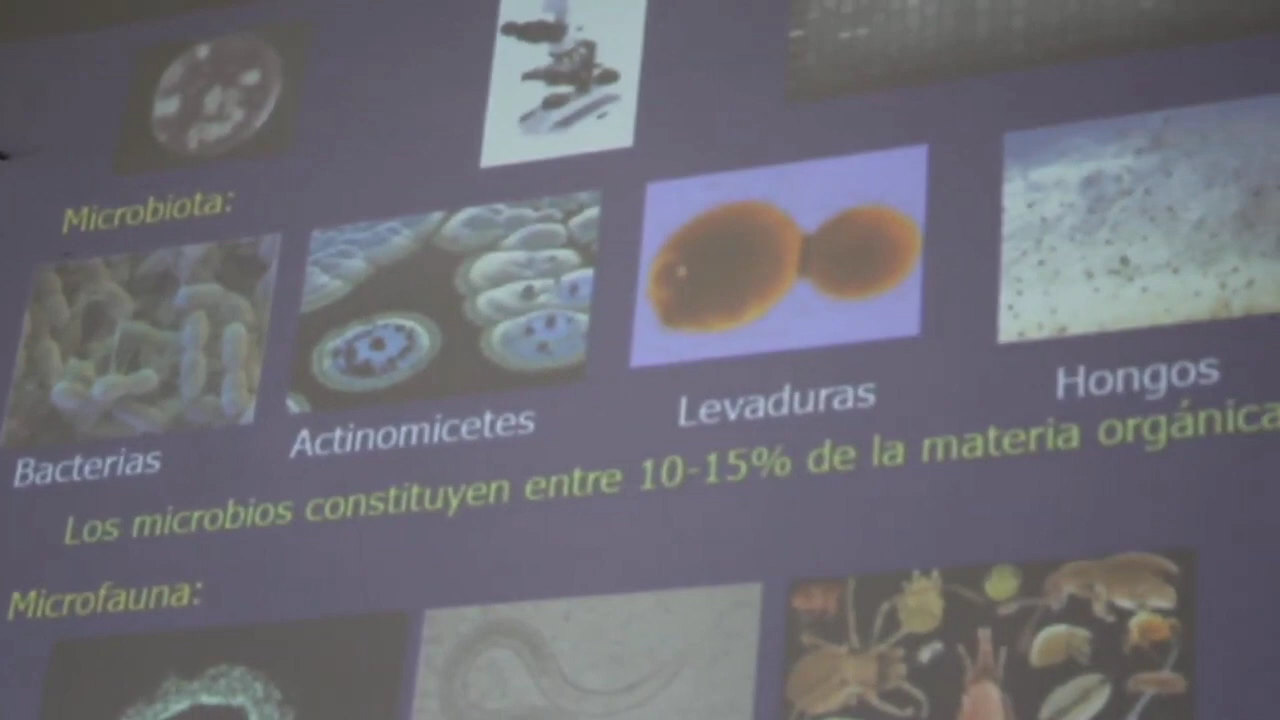 Microbiota:
Bacterias
Actinomicetes
Levaduras
Hongos
Los microbios constituyen entre 10-15% de la materia orgánica
Microfauna: